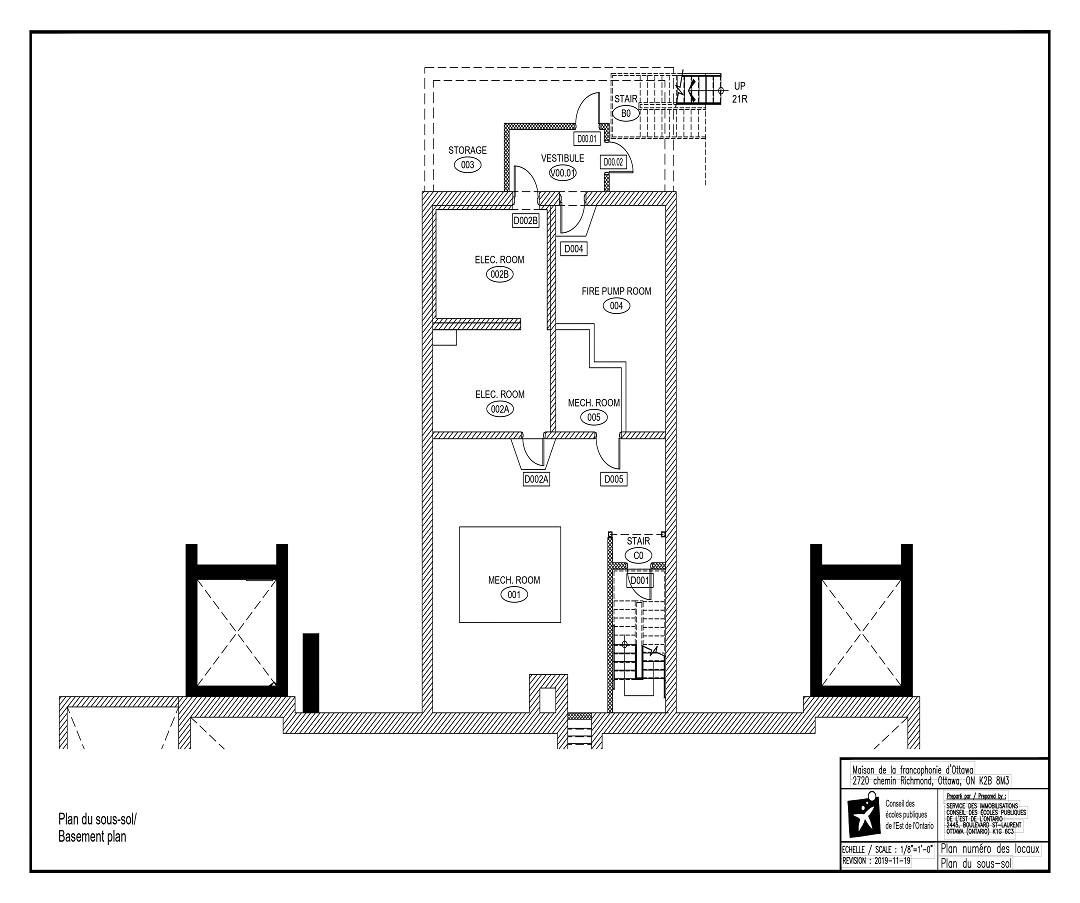 UP
21R
STAIR
B0
D00.01
STORAGE
003
VESTIBULE
V00.01
D00.02
D002B
D004
ELEC. ROOM
002B
FIRE PUMP ROOM
004
ELEC. ROOM
002A
MECH. ROOM
005
D002A
D005
STAIR
C0
MECH. ROOM
001
D001
Plan du sous-sol/
Basement plan
Maison de la francophonie d'Ottawa
2720 chemin Richmond, Ottawa, ON K2B 8M3
Conseil des
écoles publiques
de l'Est de l'Ontario
Preparé par / Prepared by :
SERVICE DES IMMOBILISATIONS
CONSEIL DES ÉCOLES PUBLIQUES
DE L'EST DE L'ONTARIO
2445, BOULEVARD ST-LAURENT
OTTAWA (ONTARIO) K1G 6C3
ECHELLE / SCALE : 1/8"=1'-0"
REVISION : 2019-11-19
Plan numéro des locaux
Plan du sous-sol